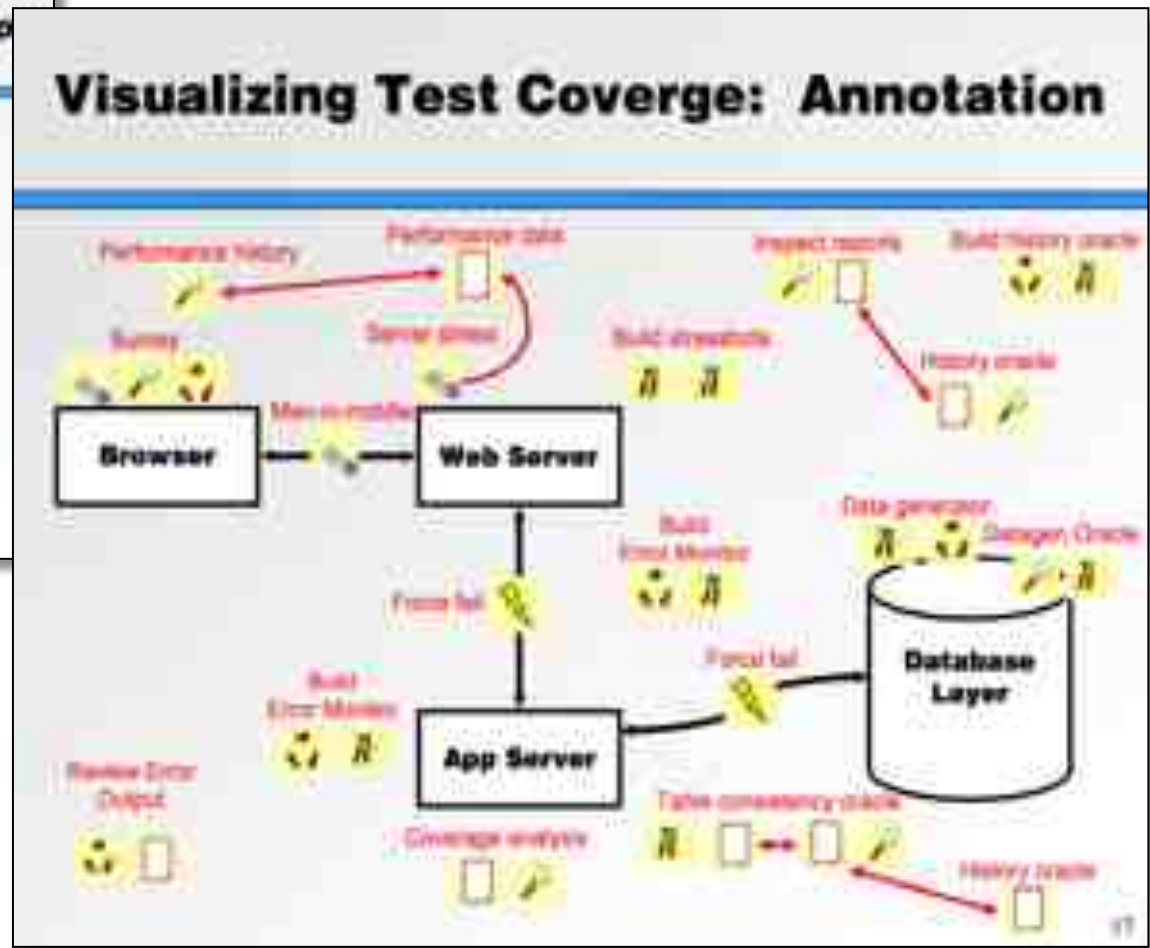 Visualizing Test Coverge: Annotation
Performance history
Performance data
Inspect reports
Build history oracle
Survey
Server stress
Build stressbots
History oracle
Man-in-middle
Browser
Web Server
Data generator
Datagen Oracle
Build
Error Monitor
Force fail
Force fail
Database
Layer
Build
Error Monitor
App Server
Review Error
Output
Table consistency oracle
Coverage analysis
History oracle
17